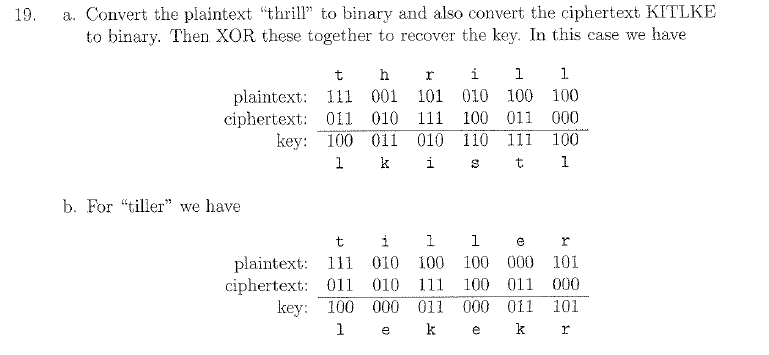 19. a. Convert the plaintext “thrill” to binary and also convert the ciphertext KITLKE
to binary. Then XOR these together to recover the key. In this case we have
t h r i l l
plaintext: 111 001 101 010 100 100
ciphertext: 011 010 111 100 011 000
key: 100 011 010 110 111 100
l k i s t l
b. For “tiller” we have
t i l l e r
plaintext: 111 010 100 100 000 101
ciphertext: 011 010 111 100 011 000
key: 100 000 011 000 011 101
l e k e k r